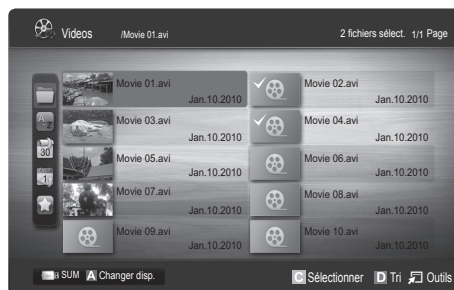 Videos /Movie 01.avi 2 fichiers sélect. 1/1 Page
Movie 01.avi Movie 02.avi
Jan.10.2010 Jan.10.2010
Movie 03.avi Movie 04.avi
Jan.10.2010 Jan.10.2010
Movie 05.avi Movie 06.avi
Jan.10.2010 Jan.10.2010
Movie 07.avi Movie 08.avi
Jan.10.2010 Jan.10.2010
Movie 09.avi Movie 10.avi
Jan.10.2010 Jan.10.2010
30
1
SUM A Changer disp. C Sélectionner D Tri Outils